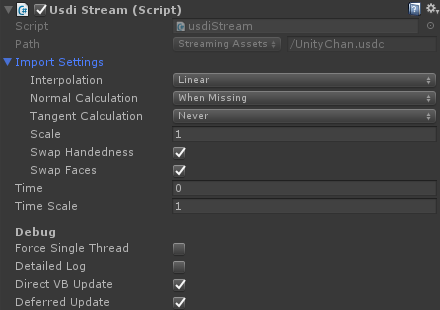 Usdi Stream (Script)
Script usdiStream
Path Streaming Assets /UnityChan.usdc
Import Settings
Interpolation Linear
Normal Calculation When Missing
Tangent Calculation Never
Scale 1
Swap Handedness
Swap Faces
Time 0
Time Scale 1
Debug
Force Single Thread
Detailed Log
Direct VB Update
Deferred Update